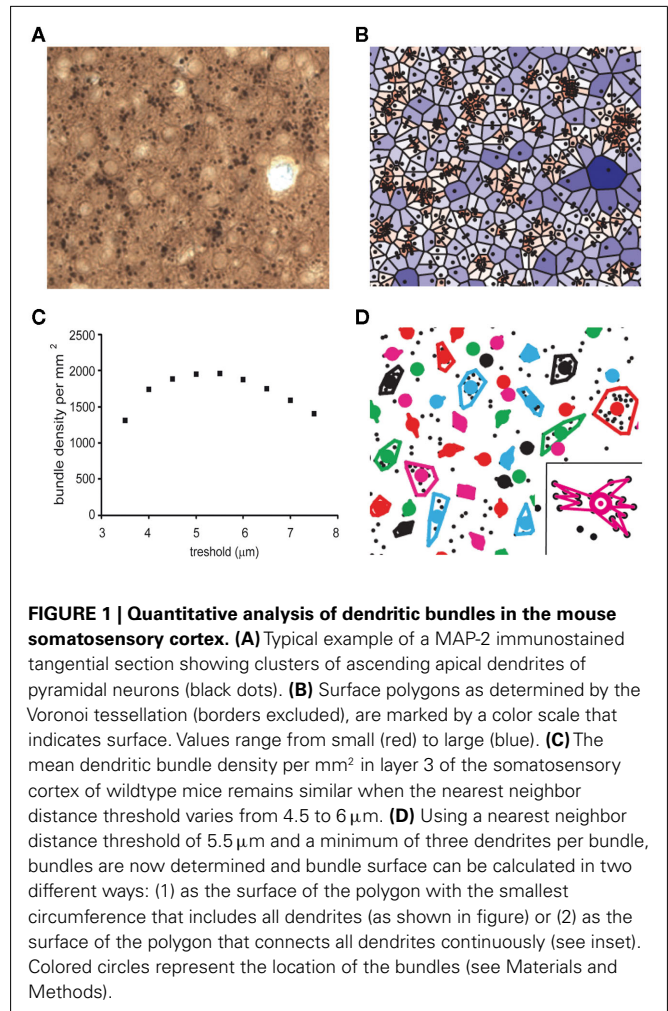 A
B
C
2500
2000
1500
1000
500
0
3 4 5 6 7 8
bundle density per mm 2
treshold (μm)
D
FIGURE 1 | Quantitative analysis of dendritic bundles in the mouse
somatosensory cortex. (A) Typical example of a MAP-2 immunostained
tangential section showing clusters of ascending apical dendrites of
pyramidal neurons (black dots). (B) Surface polygons as determined by the
Voronoi tessellation (borders excluded), are marked by a color scale that
indicates surface. Values range from small (red) to large (blue). (C) The
mean dendritic bundle density per mm2 in layer 3 of the somatosensory
cortex of wildtype mice remains similar when the nearest neighbor
distance threshold varies from 4.5 to 6 μm. (D) Using a nearest neighbor
distance threshold of 5.5 μm and a minimum of three dendrites per bundle,
bundles are now determined and bundle surface can be calculated in two
different ways: (1) as the surface of the polygon with the smallest
circumference that includes all dendrites (as shown in figure) or (2) as the
surface of the polygon that connects all dendrites continuously (see inset).
Colored circles represent the location of the bundles (see Materials and
Methods).